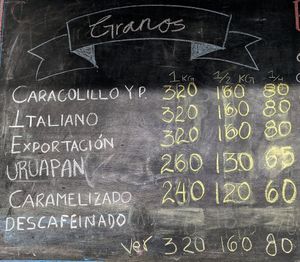 Granos
1 KG 1/2 KG 1/4
CARACOLILLO Y P. 320 160 80
ITALIANO 320 160 80
EXPORTACIÓN 320 160 80
URUAPAN 260 130 65
CARAMELIZADO 240 120 60
DESCAFEINADO
Ver 320 160 80